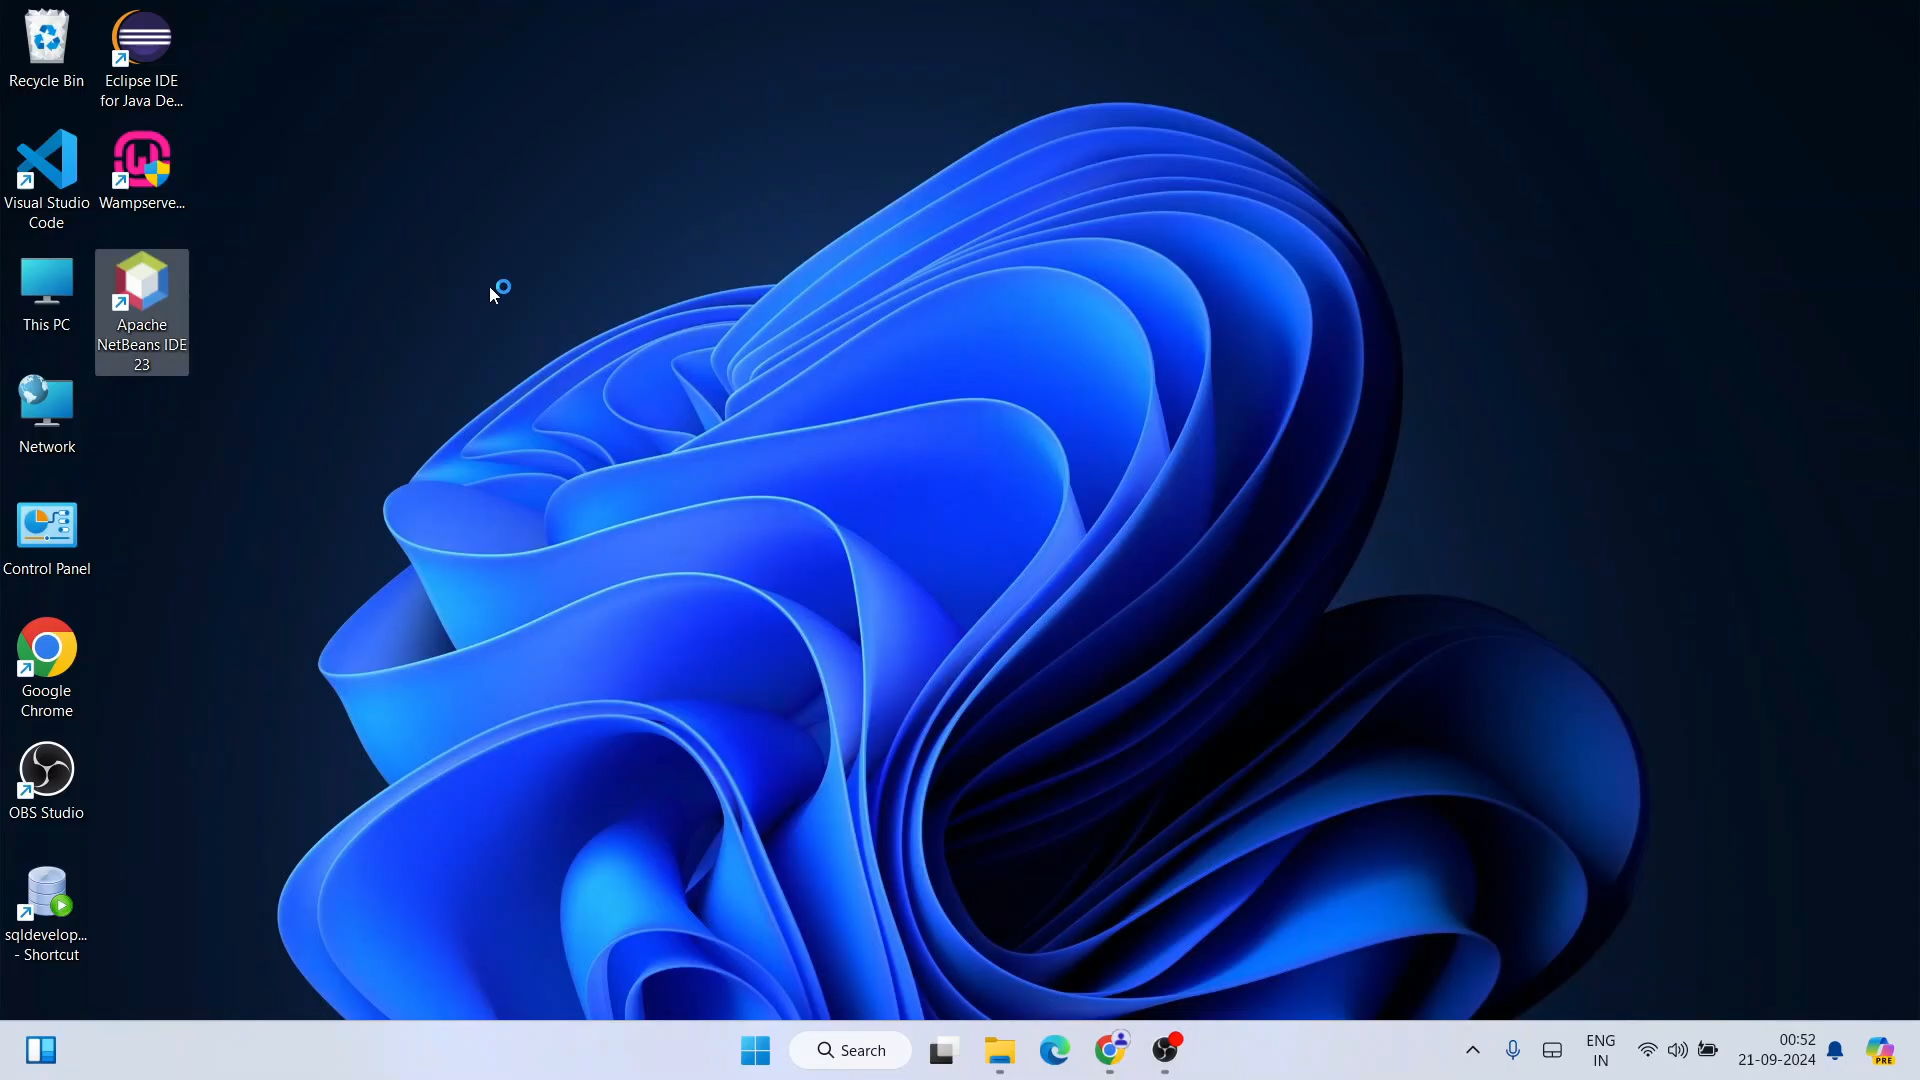 Recycle Bin
Eclipse IDE
for Java De...
Visual Studio
Code
Wampserve...
This PC
Apache
NetBeans IDE
23
Network
Control Panel
Google
Chrome
OBS Studio
sqldevelop...
- Shortcut
Search
ENG
IN
00:52
21-09-2024
PRE